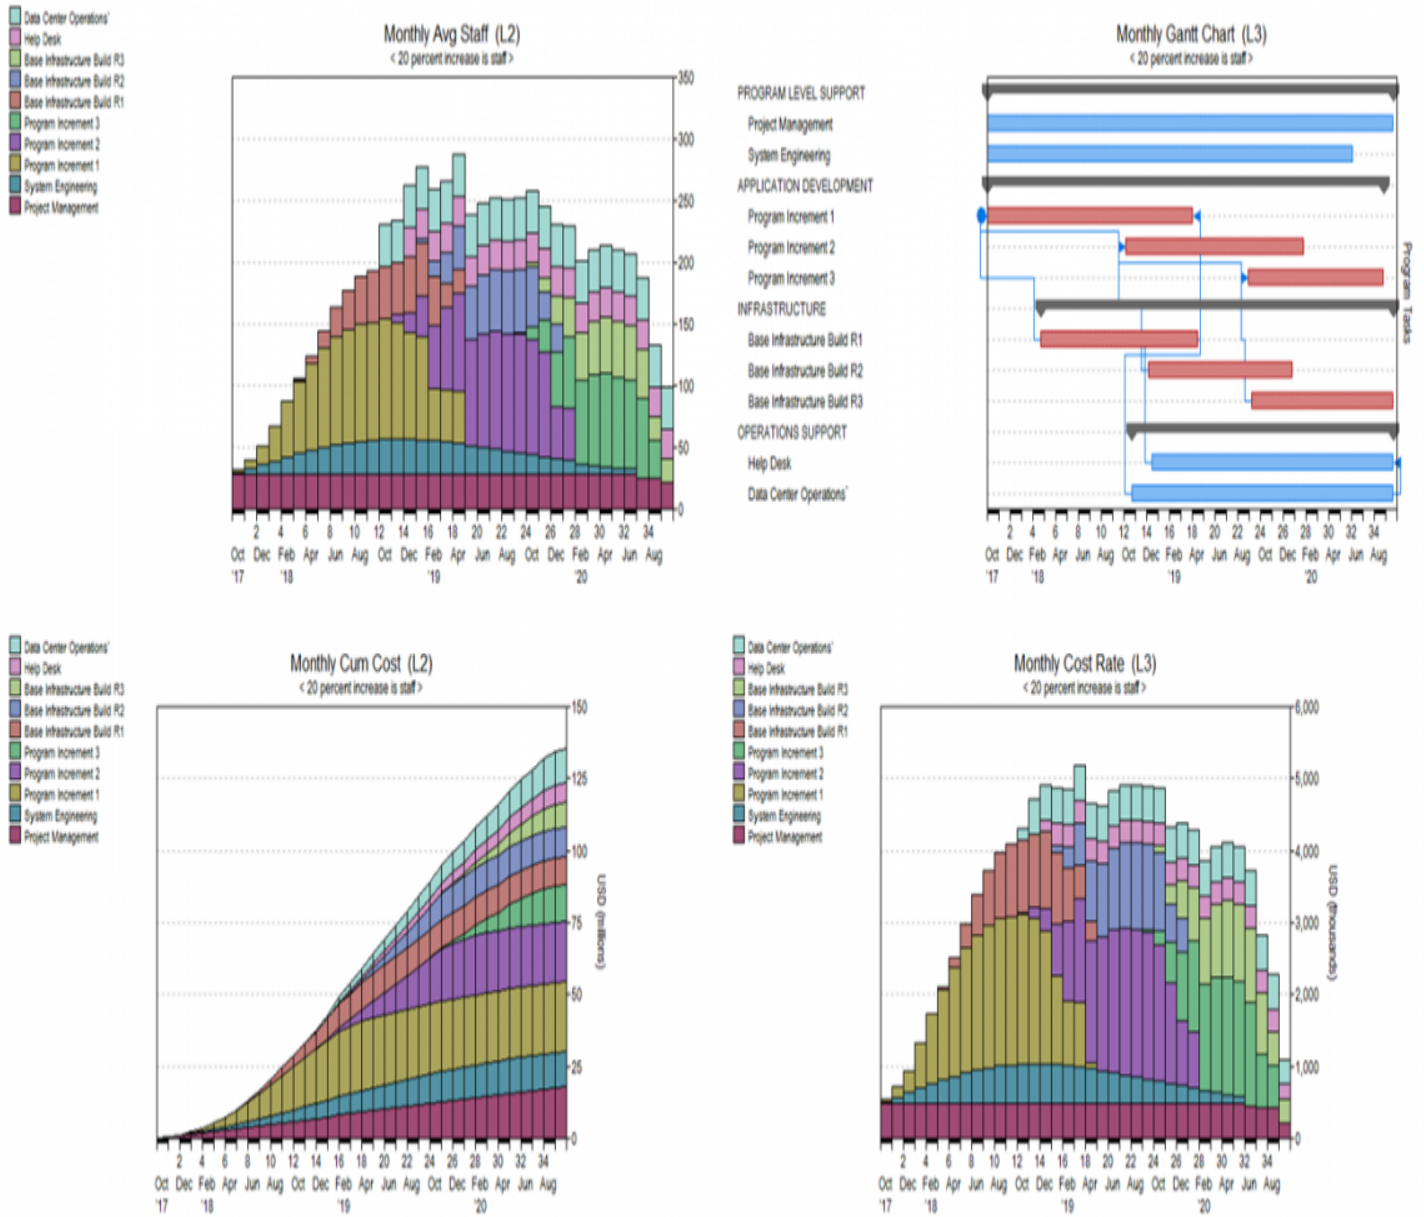 Data Center Operations*
Help Desk
Base Infrastructure Build R3
Base Infrastructure Build R2
Base Infrastructure Build R1
Program Increment 3
Program Increment 2
Program Increment 1
System Engineering
Project Management
Monthly Avg Staff (L2)
< 20 percent increase is staff >
350
300
250
200
150
100
50
0
2 4 6 8 10 12 14 16 18 20 22 24 26 28 30 32 34
Oct Dec Feb Apr Jun Aug Oct Dec Feb Apr Jun Aug Oct Dec Feb Apr Jun Aug
'17 '18 '19 '20
Monthly Gantt Chart (L3)
< 20 percent increase is staff >
PROGRAM LEVEL SUPPORT
Project Management
System Engineering
APPLICATION DEVELOPMENT
Program Increment 1
Program Increment 2
Program Increment 3
INFRASTRUCTURE
Base Infrastructure Build R1
Base Infrastructure Build R2
Base Infrastructure Build R3
OPERATIONS SUPPORT
Help Desk
Data Center Operations*
Program Tasks
2 4 6 8 10 12 14 16 18 20 22 24 26 28 30 32 34
Oct Dec Feb Apr Jun Aug Oct Dec Feb Apr Jun Aug Oct Dec Feb Apr Jun Aug
'17 '18 '19 '20
Data Center Operations*
Help Desk
Base Infrastructure Build R3
Base Infrastructure Build R2
Base Infrastructure Build R1
Program Increment 3
Program Increment 2
Program Increment 1
System Engineering
Project Management
Monthly Cum Cost (L2)
< 20 percent increase is staff >
150
125
100
75
50
25
0
USD (millions)
2 4 6 8 10 12 14 16 18 20 22 24 26 28 30 32 34
Oct Dec Feb Apr Jun Aug Oct Dec Feb Apr Jun Aug Oct Dec Feb Apr Jun Aug
'17 '18 '19 '20
Data Center Operations*
Help Desk
Base Infrastructure Build R3
Base Infrastructure Build R2
Base Infrastructure Build R1
Program Increment 3
Program Increment 2
Program Increment 1
System Engineering
Project Management
Monthly Cost Rate (L3)
< 20 percent increase is staff >
6,000
5,000
4,000
3,000
2,000
1,000
0
USD (thousands)
2 4 6 8 10 12 14 16 18 20 22 24 26 28 30 32 34
Oct Dec Feb Apr Jun Aug Oct Dec Feb Apr Jun Aug Oct Dec Feb Apr Jun Aug
'17 '18 '19 '20